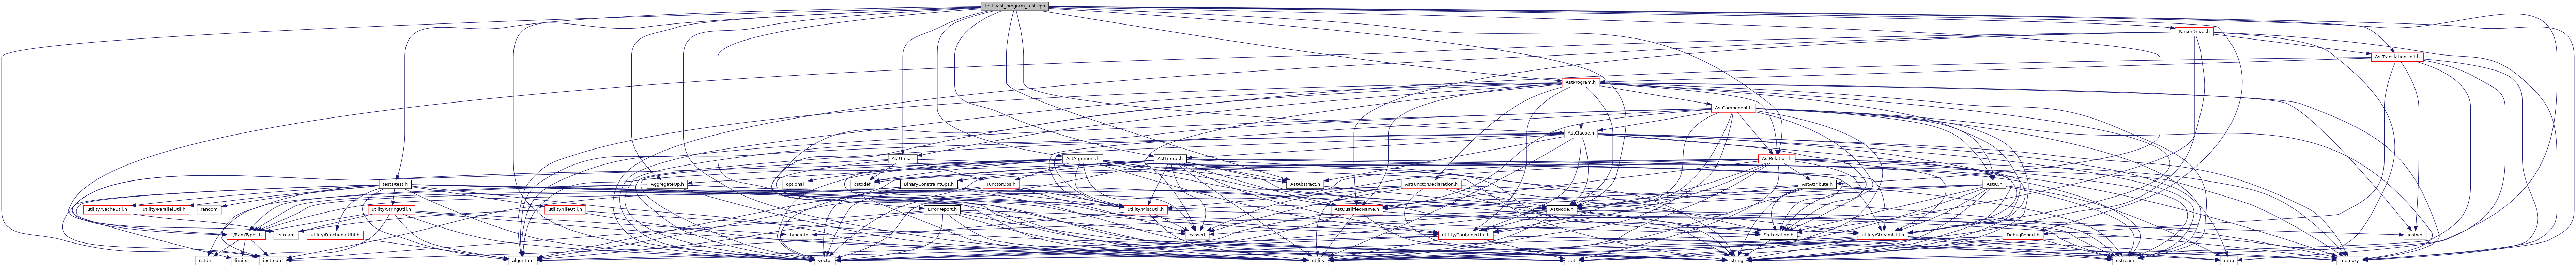 tests/ast_program_test.cpp
ParserDriver.h
AstTranslationUnit.h
AstProgram.h
AstComponent.h
AstClause.h
AstUtils.h
AstArgument.h
AstLiteral.h
AstRelation.h
tests/test.h
AggregateOp.h
optional
cstddef
BinaryConstraintOps.h
FunctorOps.h
AstAbstract.h
AstFunctorDeclaration.h
AstAttribute.h
AstIO.h
utility/CacheUtil.h
utility/ParallelUtil.h
random
utility/StringUtil.h
utility/FileUtil.h
ErrorReport.h
utility/MiscUtil.h
AstQualifiedName.h
AstNode.h
../RamTypes.h
fstream
utility/FunctionalUtil.h
typeinfo
cassert
utility/ContainerUtil.h
SrcLocation.h
utility/StreamUtil.h
DebugReport.h
iosfwd
cstdint
limits
iostream
algorithm
vector
utility
set
string
ostream
map
memory